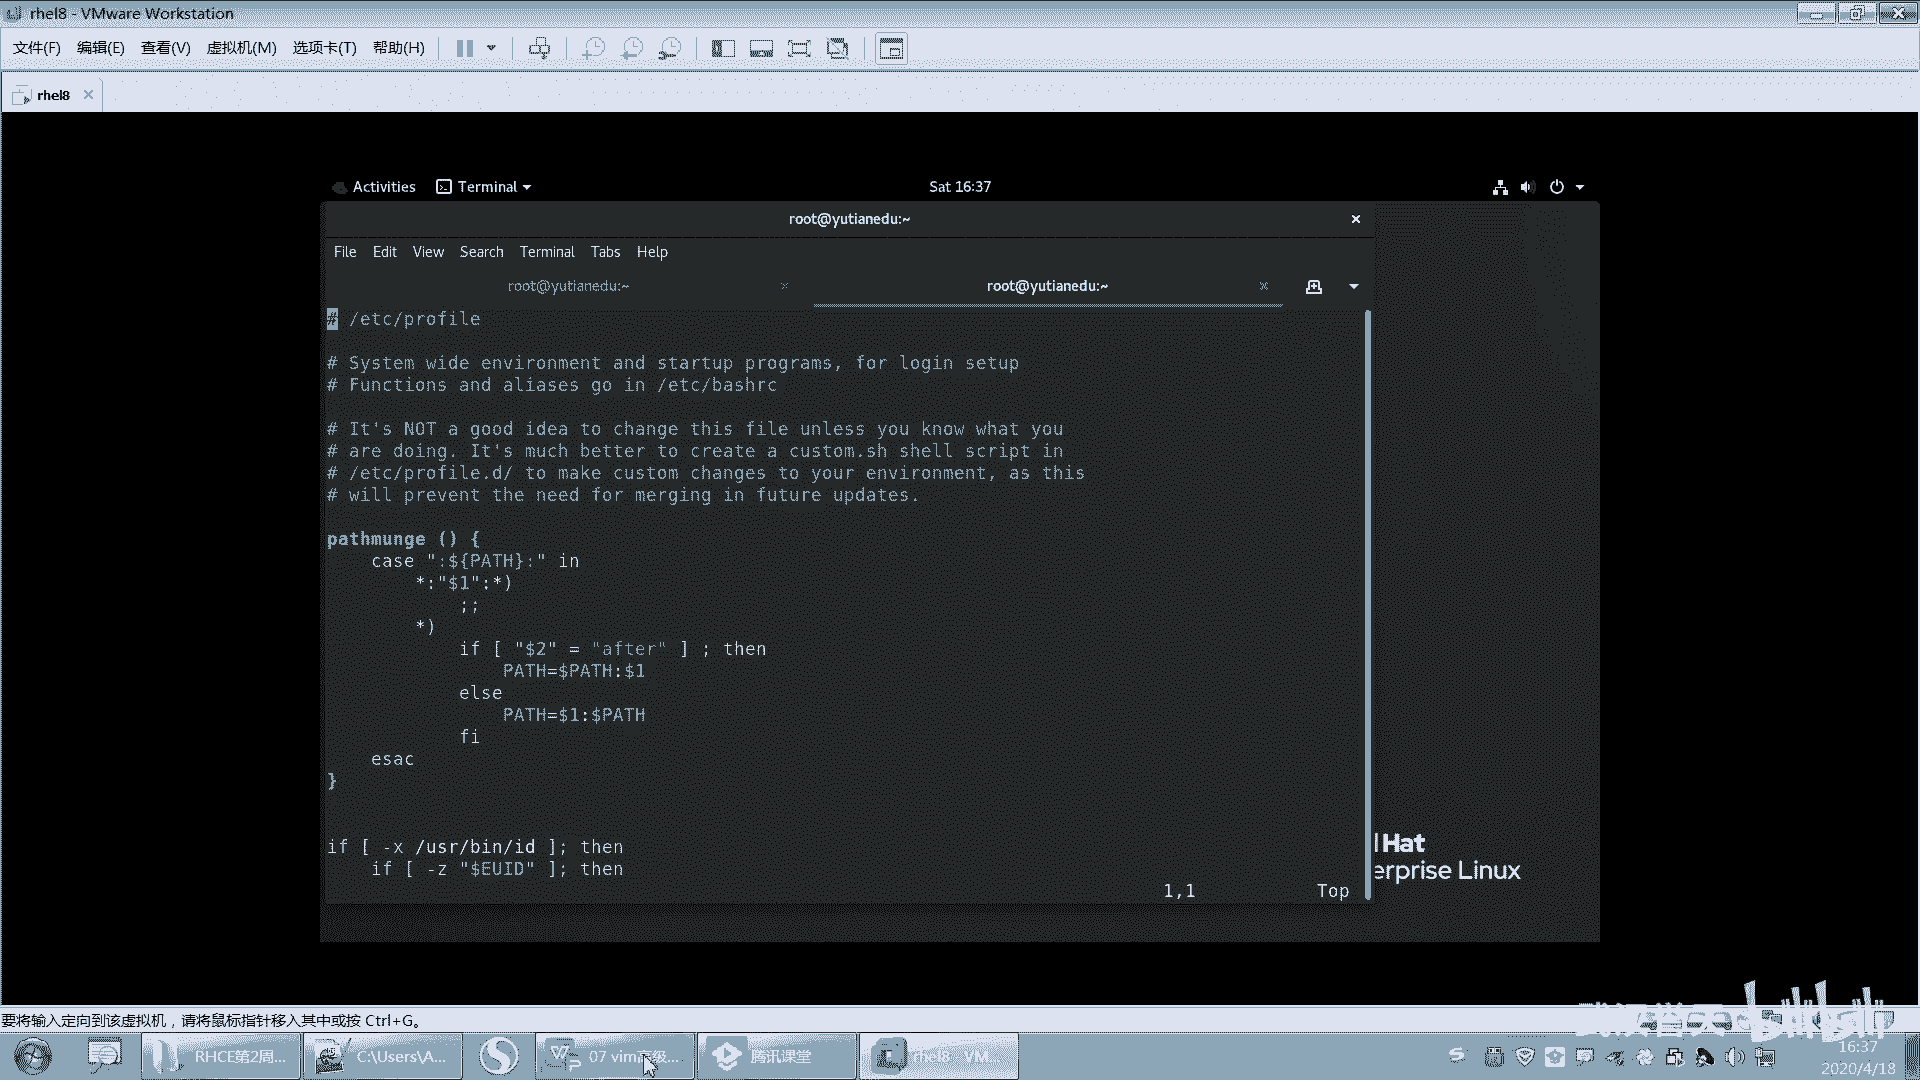 rhel8 - VMware Workstation
文件(F) 编辑(E) 查看(V) 虚拟机(M) 选项卡(T) 帮助(H)
rhel8
Activities Terminal Sat 16:37
root@yutianedu:~
File Edit View Search Terminal Tabs Help
root@yutianedu:~ root@yutianedu:~
# /etc/profile
# System wide environment and startup programs, for login setup
# Functions and aliases go in /etc/bashrc
# It's NOT a good idea to change this file unless you know what you
# are doing. It's much better to create a custom.sh shell script in
# /etc/profile.d/ to make custom changes to your environment, as this
# will prevent the need for merging in future updates.
pathmunge () {
case ":${PATH}:" in
*:"$1":*)
;;
*)
if [ "$2" = "after" ] ; then
PATH=$PATH:$1
else
PATH=$1:$PATH
fi
esac
}
if [ -x /usr/bin/id ]; then
if [ -z "$EUID" ]; then
1,1 Top
Hat
erprise Linux
要将输入定向到该虚拟机，请将鼠标指针移入其中或按 Ctrl+G。
RHCE第2周... C:\Users\A... 07 vim高级... 腾讯课堂 rhel8 - VM...
16:37
2020/4/18